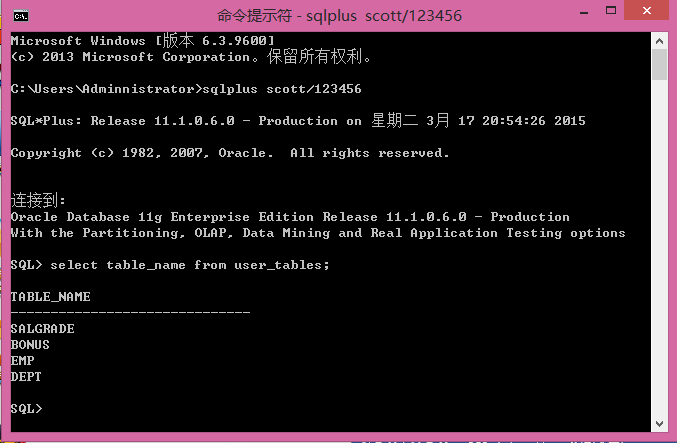 命令提示符 - sqlplus scott/123456
Microsoft Windows [版本 6.3.9600]
(c) 2013 Microsoft Corporation。保留所有权利。
C:\Users\Adminnistrator>sqlplus scott/123456
SQL*Plus: Release 11.1.0.6.0 - Production on 星期二 3月 17 20:54:26 2015
Copyright (c) 1982, 2007, Oracle.  All rights reserved.
连接到:
Oracle Database 11g Enterprise Edition Release 11.1.0.6.0 - Production
With the Partitioning, OLAP, Data Mining and Real Application Testing options
SQL> select table_name from user_tables;
TABLE_NAME
------------------------------
SALGRADE
BONUS
EMP
DEPT
SQL>